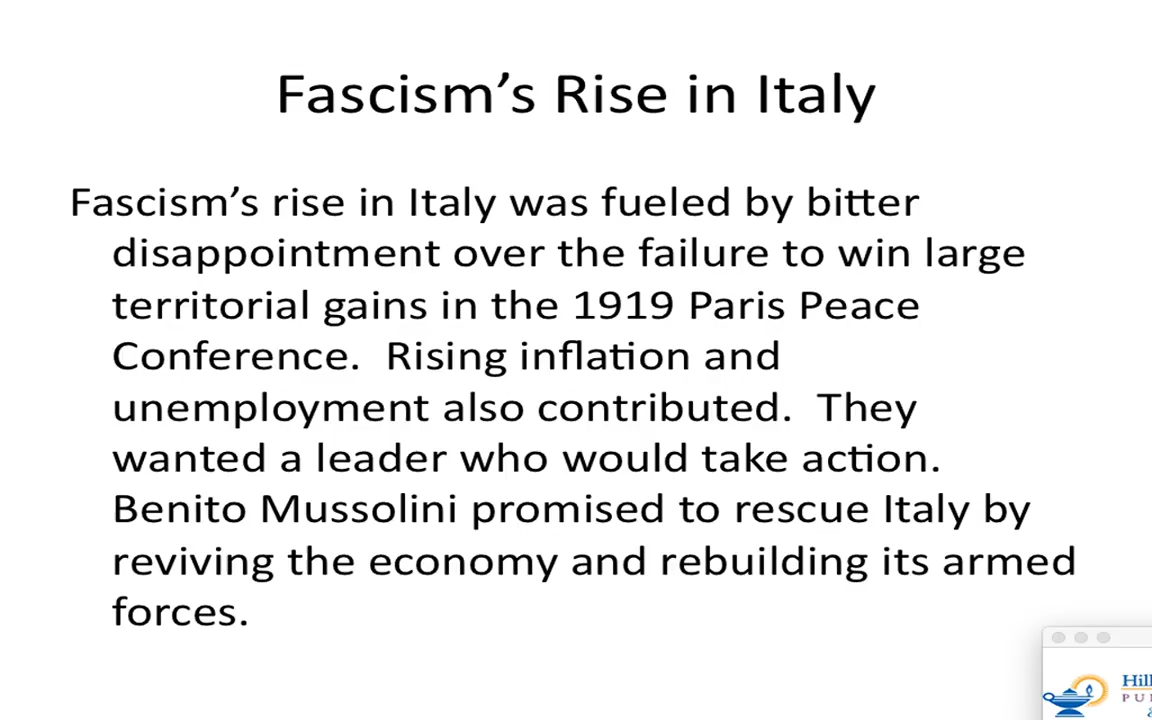 Fascism’s Rise in Italy
Fascism’s rise in Italy was fueled by bitter
disappointment over the failure to win large
territorial gains in the 1919 Paris Peace
Conference.  Rising inflation and
unemployment also contributed.  They
wanted a leader who would take action.
Benito Mussolini promised to rescue Italy by
reviving the economy and rebuilding its armed
forces.